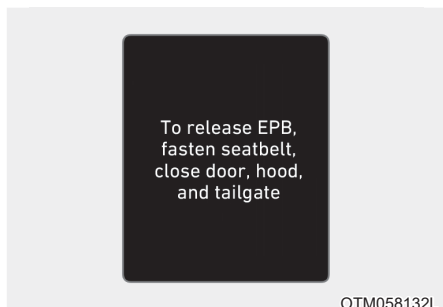 To release EPB,
fasten seatbelt,
close door, hood,
and tailgate
OTM058132L